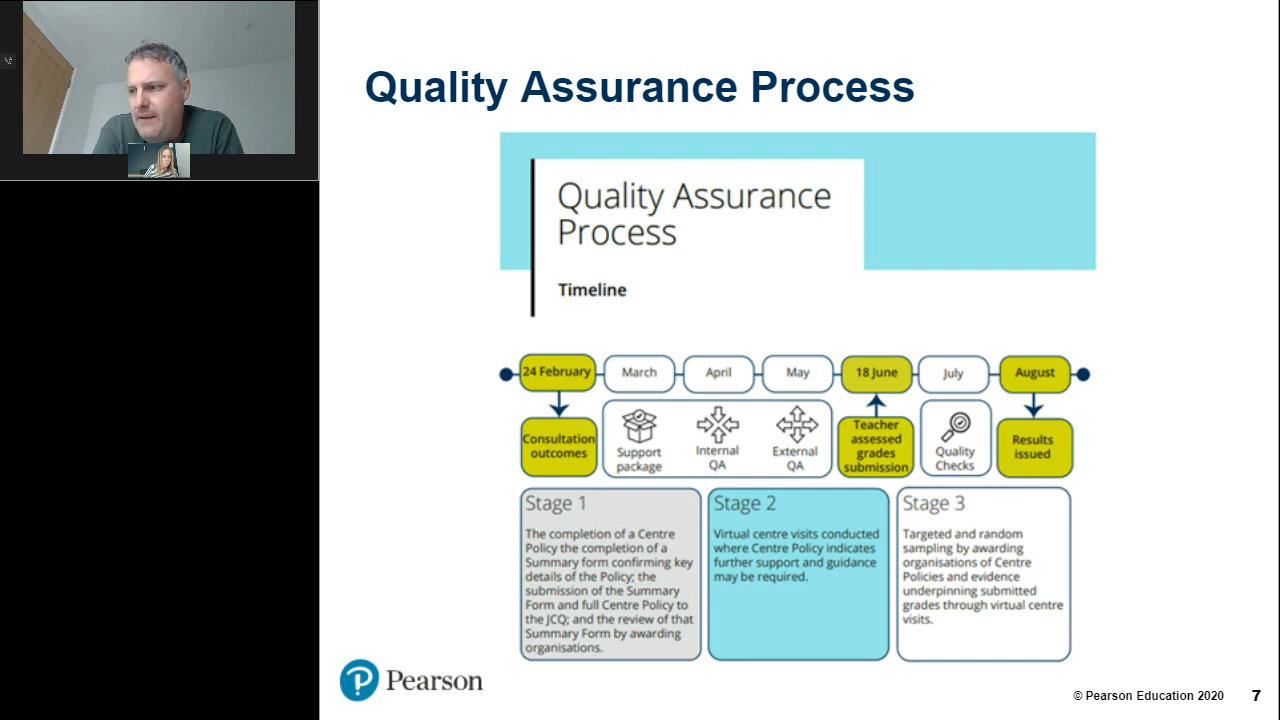 Quality Assurance Process
Quality Assurance
Process
Timeline
24 February
March
April
May
18 June
July
August
Consultation
outcomes
Support
package
Internal
QA
External
QA
Teacher
assessed
grades
submission
Quality
Checks
Results
issued
Stage 1
The completion of a Centre
Policy the completion of a
Summary form confirming key
details of the Policy; the
submission of the Summary
Form and full Centre Policy to
the JCQ; and the review of that
Summary Form by awarding
organisations.
Stage 2
Virtual centre visits conducted
where Centre Policy indicates
further support and guidance
may be required.
Stage 3
Targeted and random
sampling by awarding
organisations of Centre
Policies and evidence
underpinning submitted
grades through virtual centre
visits.
Pearson
© Pearson Education 2020
7